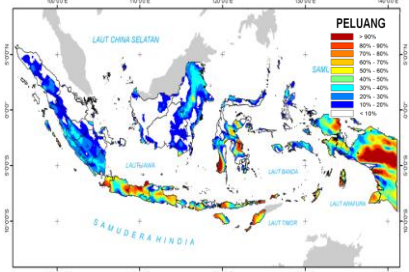 PELUANG
> 90%
80% - 90%
70% - 80%
60% - 70%
50% - 60%
40% - 50%
30% - 40%
20% - 30%
10% - 20%
< 10%
LAUT CHINA SELATAN
LAUT JAWA
LAUT BANDA
LAUT ARAFURA
LAUT TIMOR
SAMUDERA HINDIA